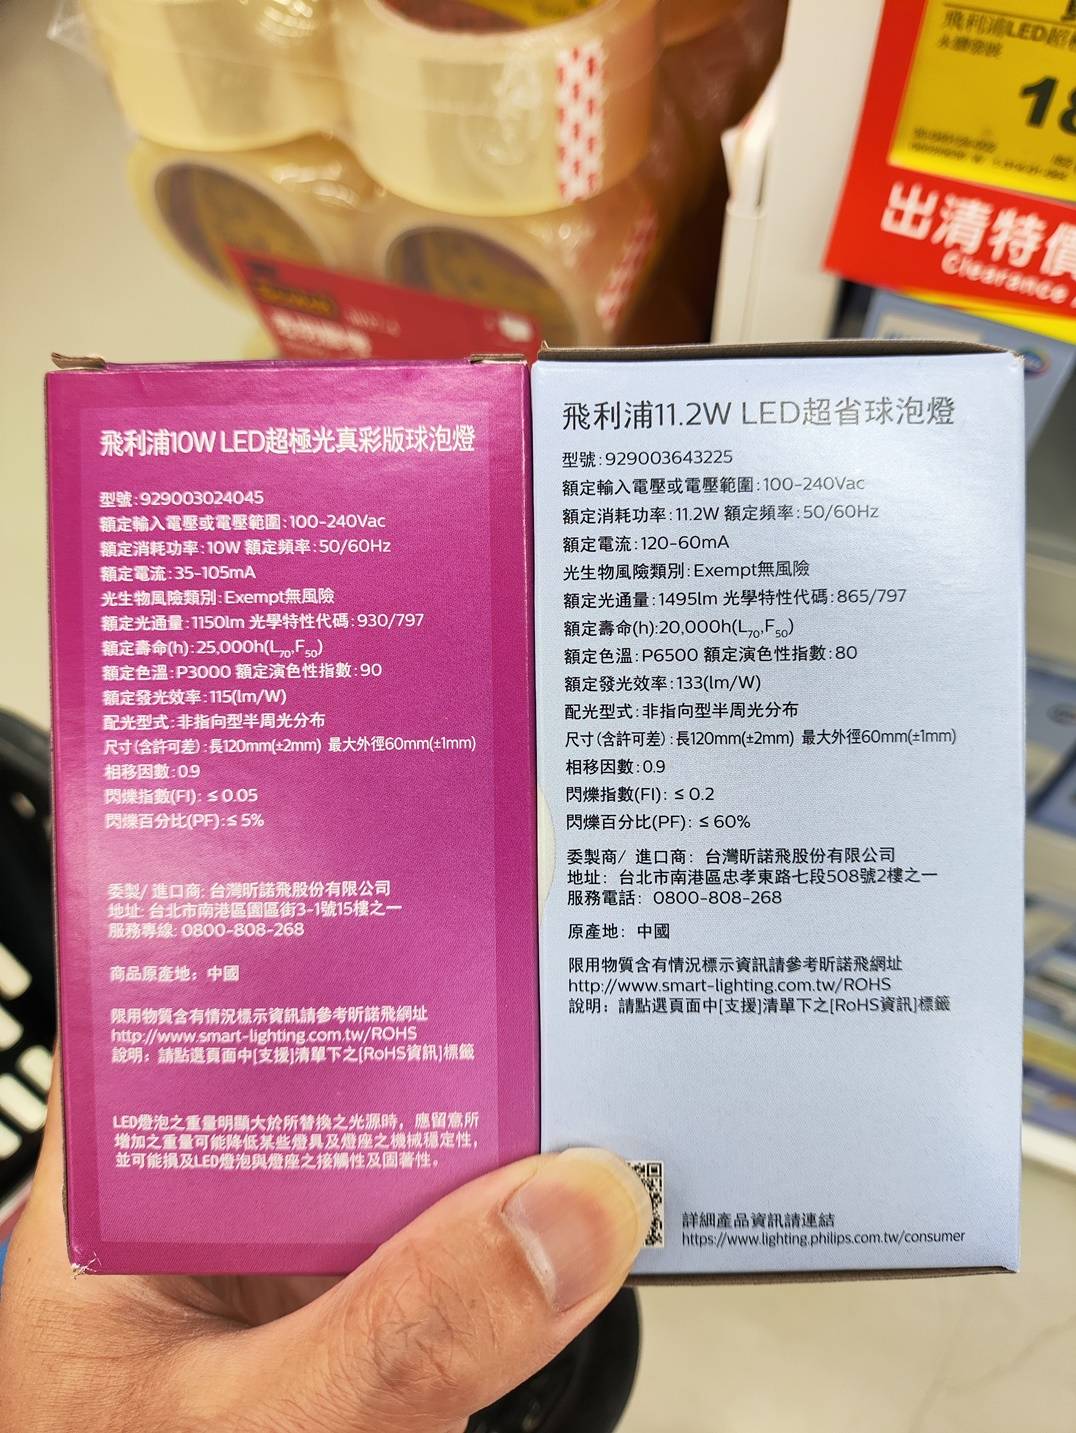 飛利浦LED超
18
出清特價
Clearance
飛利浦10W LED超極光真彩版球泡燈
型號:929003024045
額定輸入電壓或電壓範圍:100-240Vac
額定消耗功率:10W 額定頻率:50/60Hz
額定電流:35-105mA
光生物風險類別:Exempt無風險
額定光通量:1150lm 光學特性代碼:930/797
額定壽命(h):25,000h(L70,F50)
額定色溫:P3000 額定演色性指數:90
額定發光效率:115(lm/W)
配光型式:非指向型半周光分布
尺寸(含許可差):長120mm(±2mm) 最大外徑60mm(±1mm)
相移因數:0.9
閃爍指數(FI): ≤0.05
閃爍百分比(PF):≤5%
委製/ 進口商: 台灣昕諾飛股份有限公司
地址: 台北市南港區園區街3-1號15樓之一
服務專線: 0800-808-268
商品原產地：中國
限用物質含有情況標示資訊請參考昕諾飛網址
http://www.smart-lighting.com.tw/ROHS
說明：請點選頁面中[支援]清單下之[RoHS資訊]標籤
LED燈泡之重量明顯大於所替換之光源時，應留意所
增加之重量可能降低某些燈具及燈座之機械穩定性，
並可能損及LED燈泡與燈座之接觸性及固著性。
飛利浦11.2W LED超省球泡燈
型號:929003643225
額定輸入電壓或電壓範圍:100-240Vac
額定消耗功率:11.2W 額定頻率:50/60Hz
額定電流:120-60mA
光生物風險類別:Exempt無風險
額定光通量:1495lm 光學特性代碼:865/797
額定壽命(h):20,000h(L70,F50)
額定色溫:P6500 額定演色性指數:80
額定發光效率:133(lm/W)
配光型式:非指向型半周光分布
尺寸(含許可差):長120mm(±2mm) 最大外徑60mm(±1mm)
相移因數:0.9
閃爍指數(FI): ≤0.2
閃爍百分比(PF): ≤60%
委製商/ 進口商： 台灣昕諾飛股份有限公司
地址： 台北市南港區忠孝東路七段508號2樓之一
服務電話： 0800-808-268
原產地： 中國
限用物質含有情況標示資訊請參考昕諾飛網址
http://www.smart-lighting.com.tw/ROHS
說明：請點選頁面中[支援]清單下之[RoHS資訊]標籤
詳細產品資訊請連結
https://www.lighting.philips.com.tw/consumer